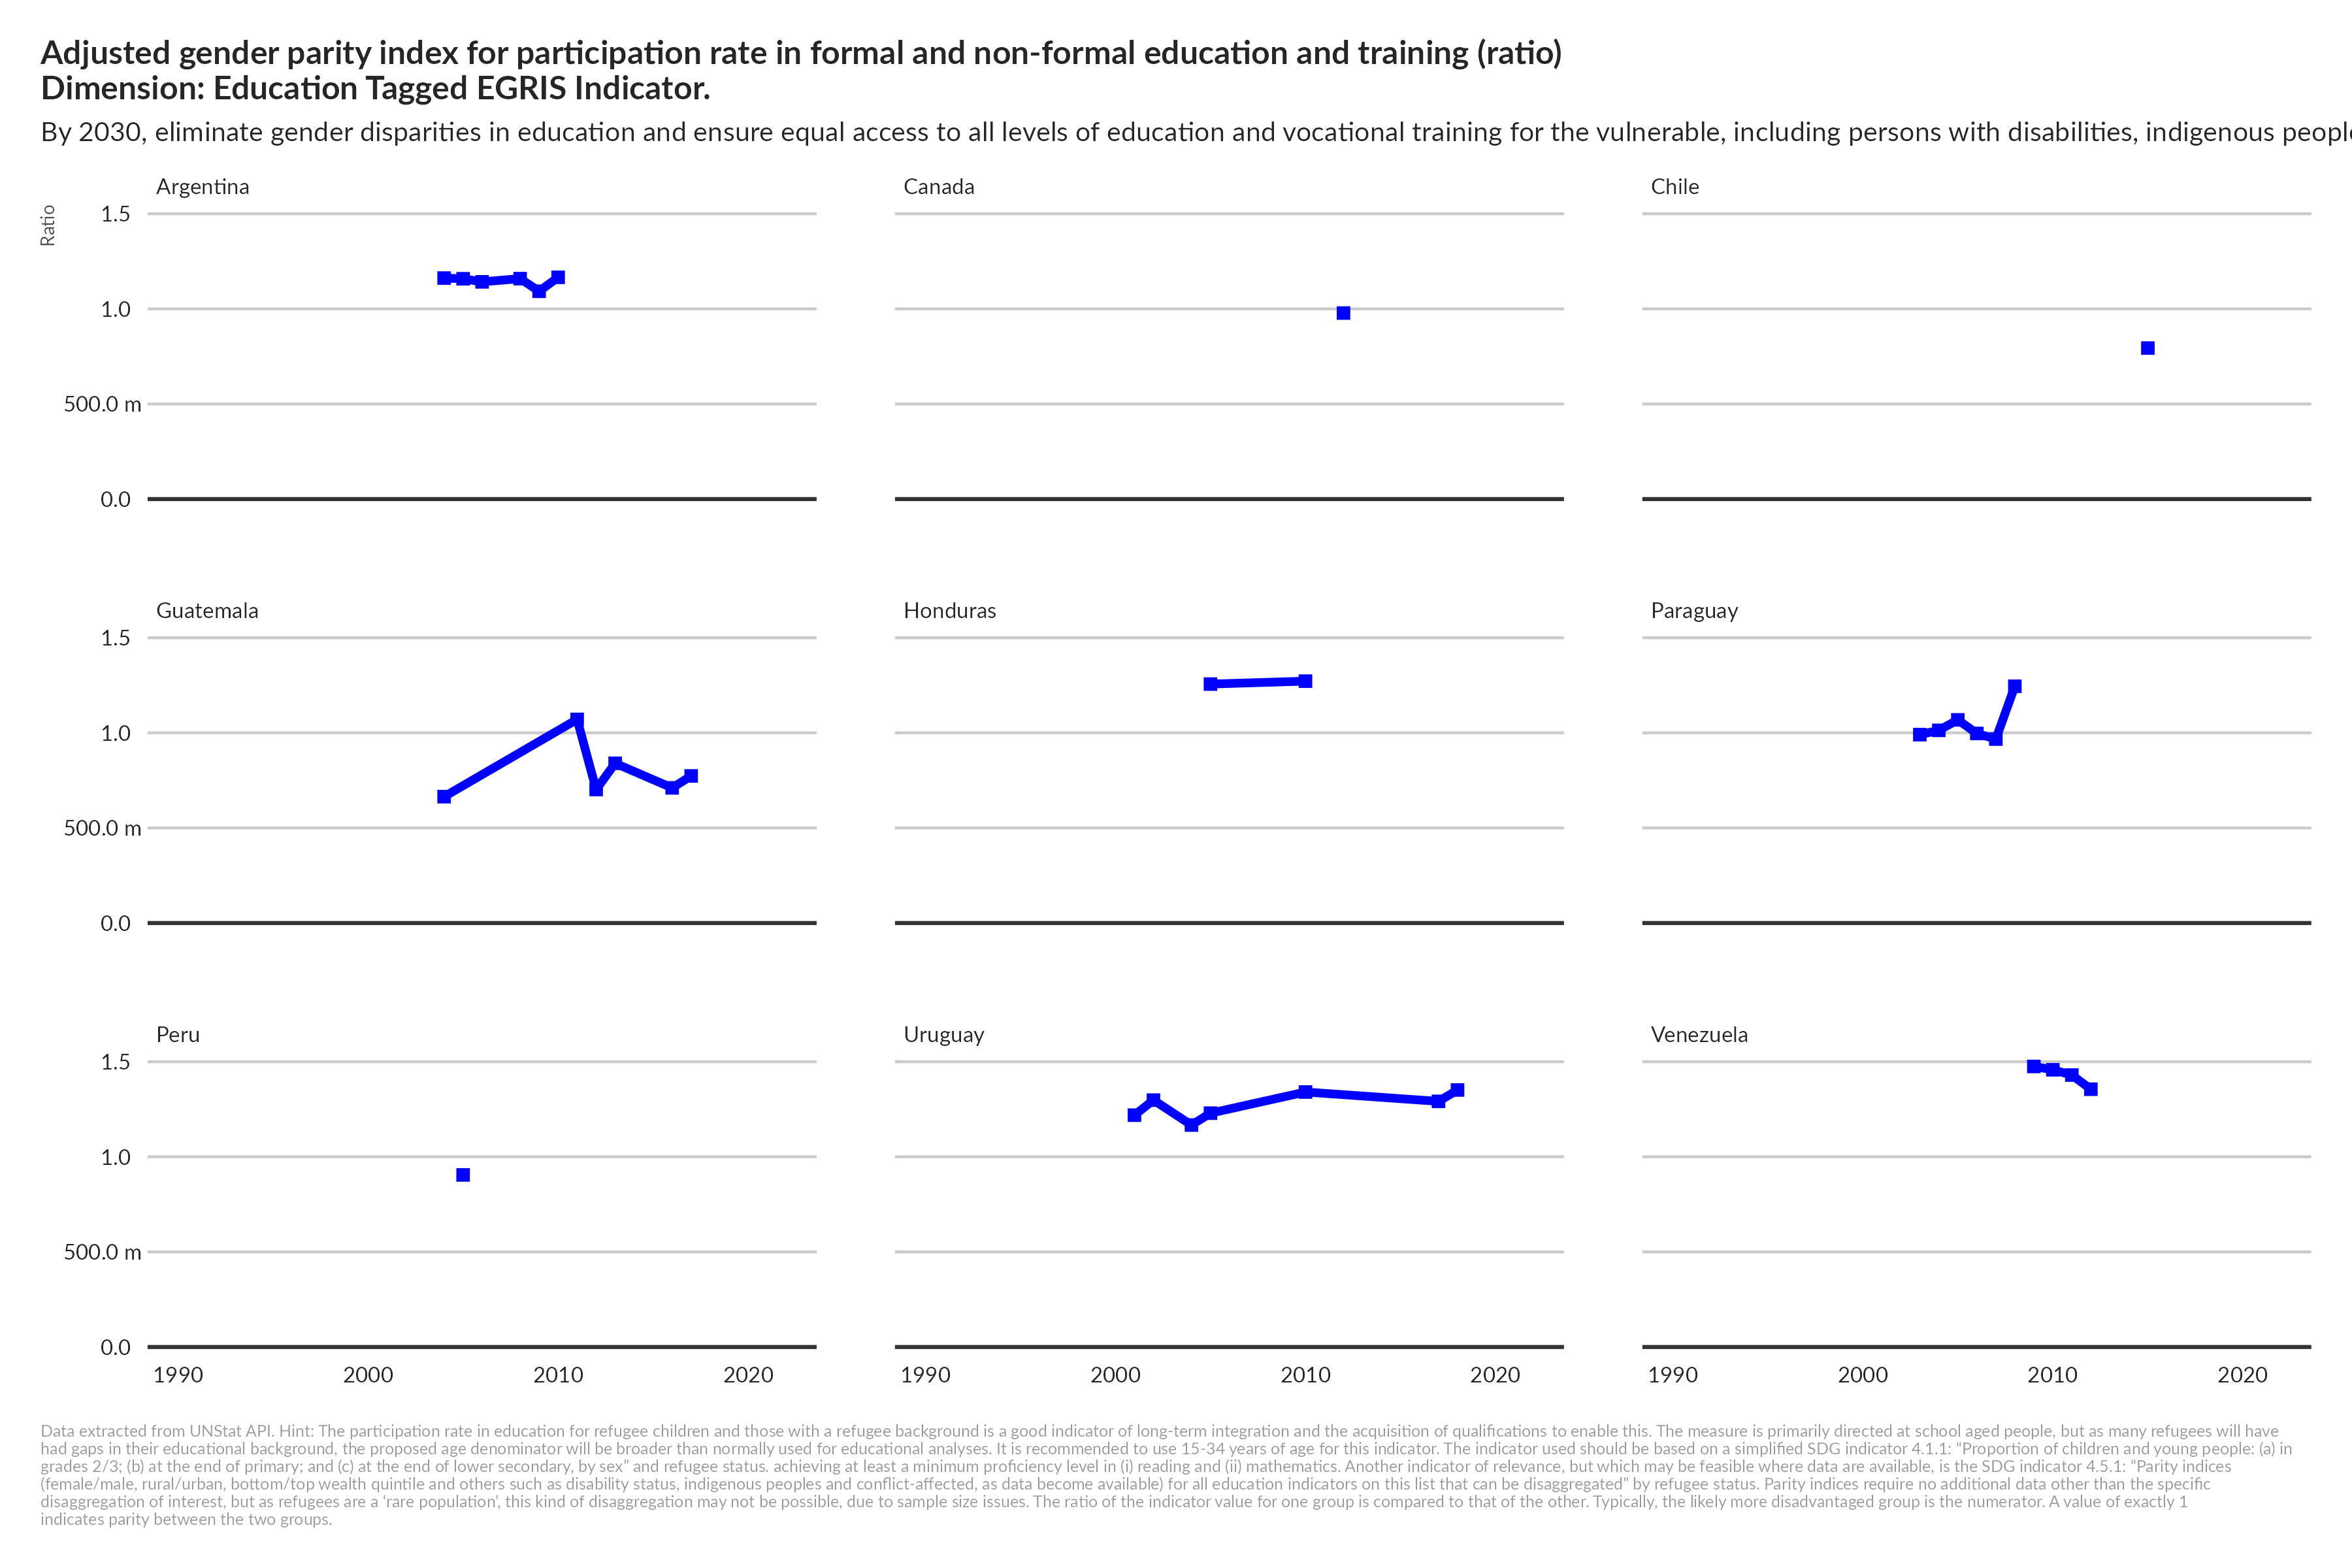 Adjusted gender parity index for participation rate in formal and non-formal education and training (ratio)
Dimension: Education Tagged EGRIS Indicator.
By 2030, eliminate gender disparities in education and ensure equal access to all levels of education and vocational training for the vulnerable, including persons with disabilities, indigenous people
Argentina
Canada
Chile
Ratio
1.5
1.0
500.0 m
0.0
Guatemala
Honduras
Paraguay
1.5
1.0
500.0 m
0.0
Peru
Uruguay
Venezuela
1.5
1.0
500.0 m
0.0
1990 2000 2010 2020
1990 2000 2010 2020
1990 2000 2010 2020
Data extracted from UNStat API. Hint: The participation rate in education for refugee children and those with a refugee background is a good indicator of long-term integration and the acquisition of qualifications to enable this. The measure is primarily directed at school aged people, but as many refugees will have
had gaps in their educational background, the proposed age denominator will be broader than normally used for educational analyses. It is recommended to use 15-34 years of age for this indicator. The indicator used should be based on a simplified SDG indicator 4.1.1: “Proportion of children and young people: (a) in
grades 2/3; (b) at the end of primary; and (c) at the end of lower secondary, by sex” and refugee status. achieving at least a minimum proficiency level in (i) reading and (ii) mathematics. Another indicator of relevance, but which may be feasible where data are available, is the SDG indicator 4.5.1: “Parity indices
(female/male, rural/urban, bottom/top wealth quintile and others such as disability status, indigenous peoples and conflict-affected, as data become available) for all education indicators on this list that can be disaggregated” by refugee status. Parity indices require no additional data other than the specific
disaggregation of interest, but as refugees are a ‘rare population’, this kind of disaggregation may not be possible, due to sample size issues. The ratio of the indicator value for one group is compared to that of the other. Typically, the likely more disadvantaged group is the numerator. A value of exactly 1
indicates parity between the two groups.